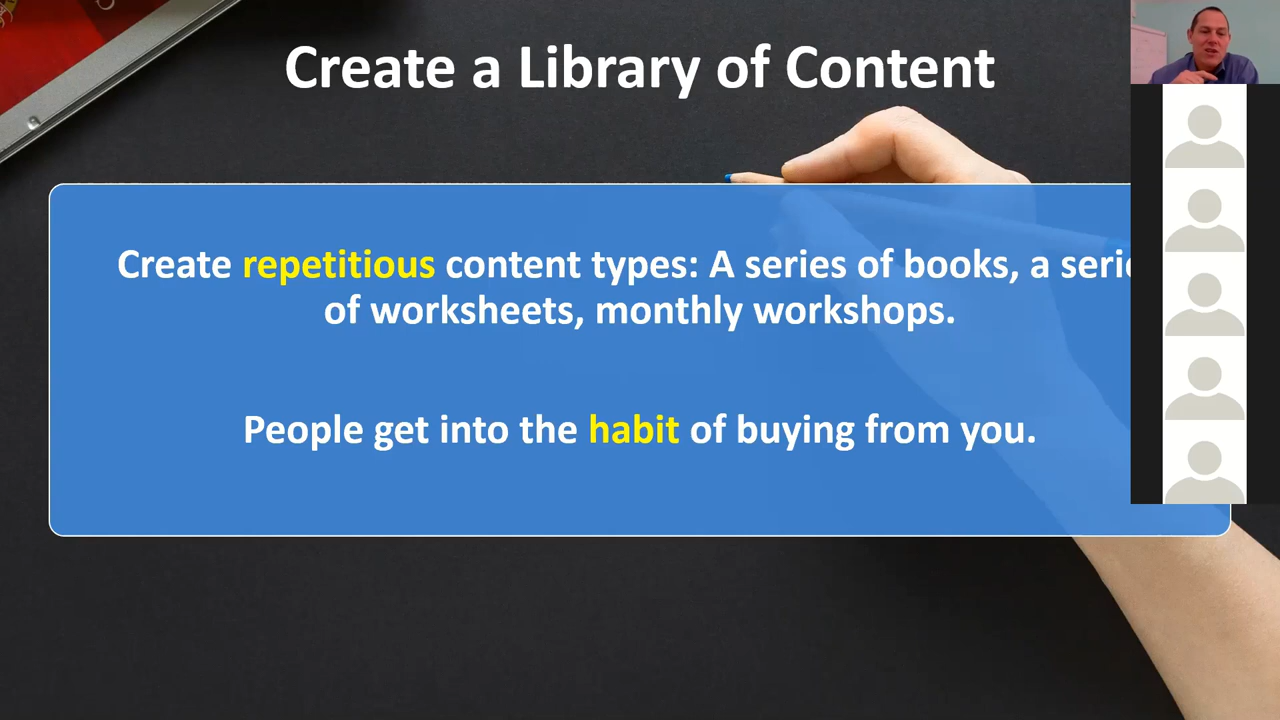 Create a Library of Content
Create repetitious content types: A series of books, a
of worksheets, monthly workshops.
People get into the habit of buying from you.